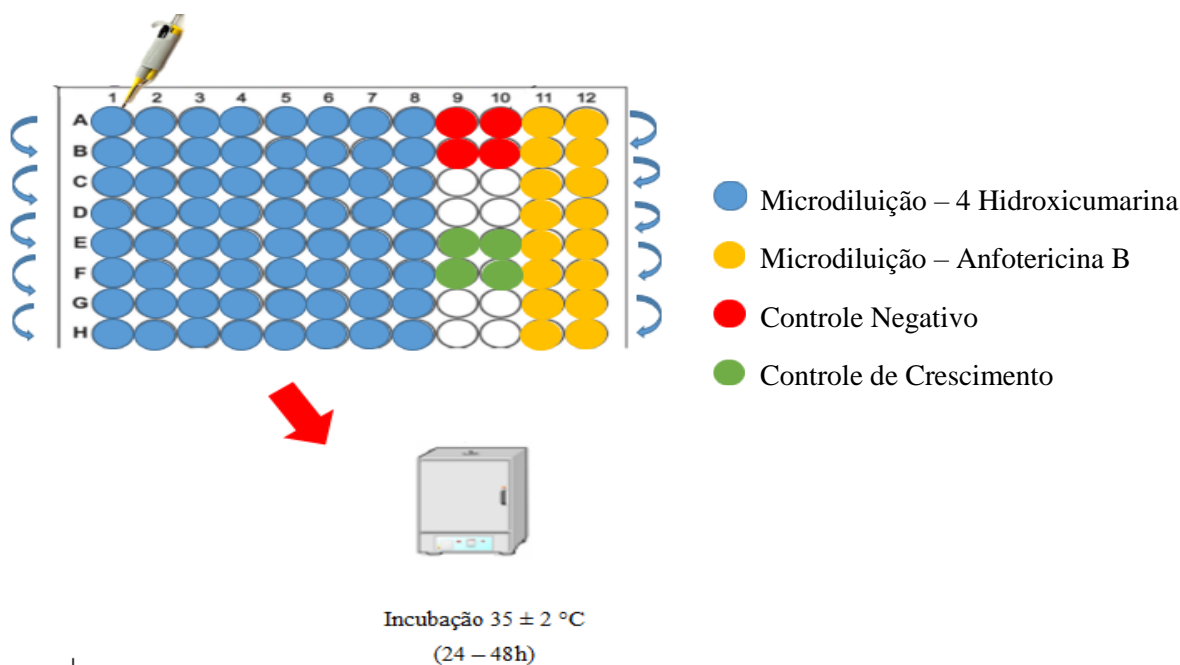 1 2 3 4 5 6 7 8 9 10 11 12
A
B
C
D
E
F
G
H
Microdiluição – 4 Hidroxicumarina
Microdiluição – Anfotericina B
Controle Negativo
Controle de Crescimento
Incubação 35 ± 2 °C
(24 – 48h)